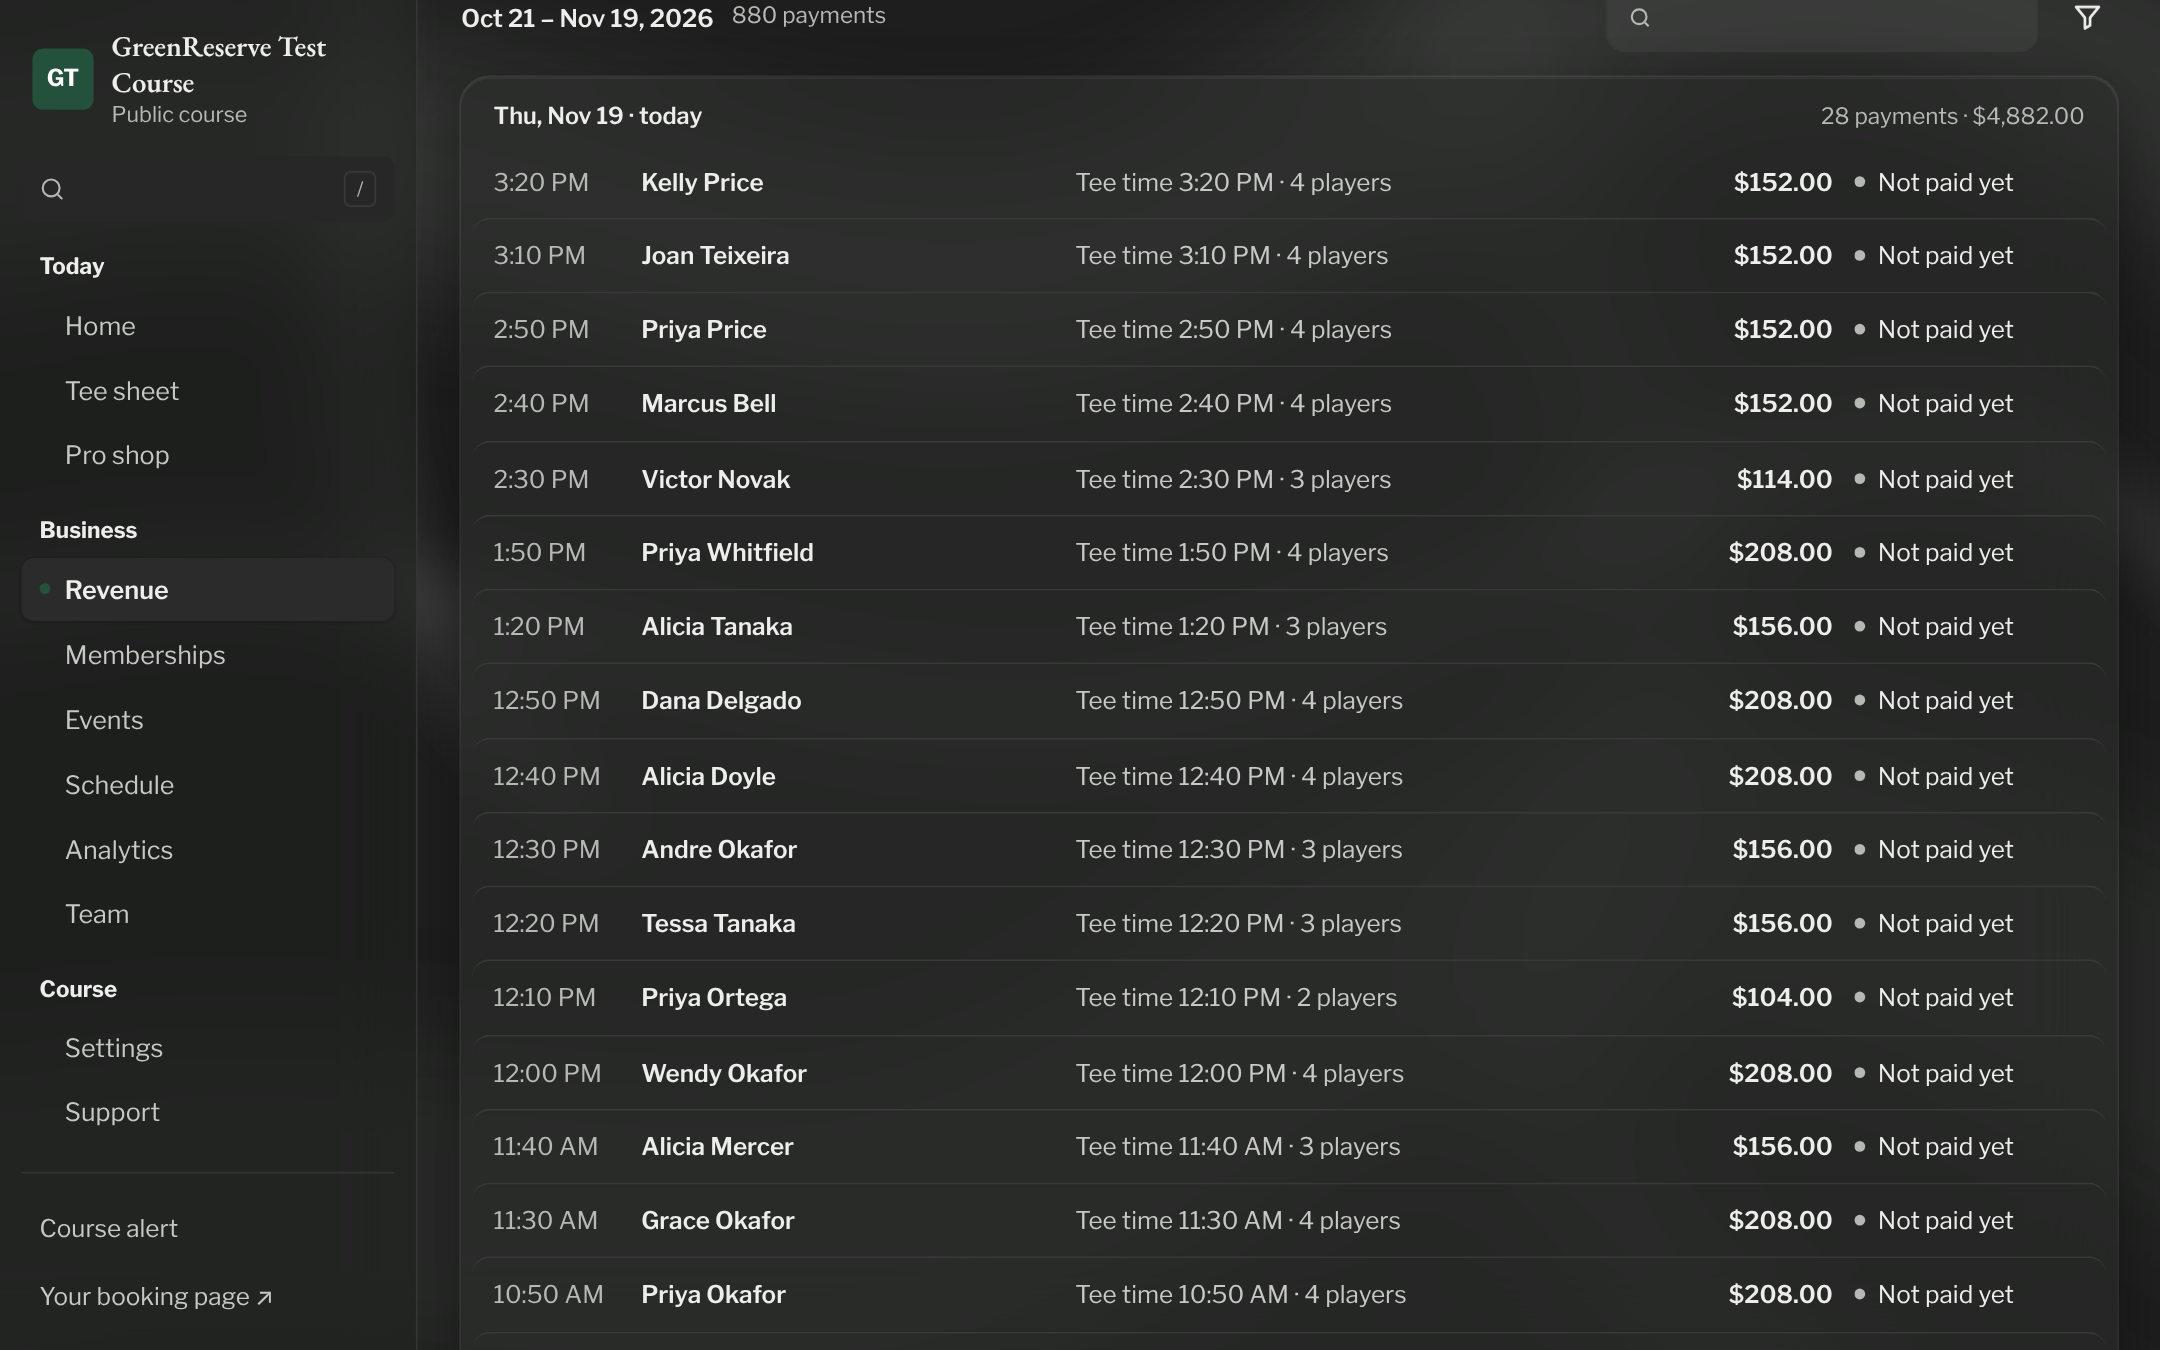 GT
GreenReserve Test
Course
Public course
/
Today
Home
Tee sheet
Pro shop
Business
Revenue
Memberships
Events
Schedule
Analytics
Team
Course
Settings
Support
Course alert
Your booking page ↗
Oct 21 – Nov 19, 2026 880 payments
Thu, Nov 19 · today 28 payments · $4,882.00
3:20 PM Kelly Price Tee time 3:20 PM · 4 players $152.00 Not paid yet
3:10 PM Joan Teixeira Tee time 3:10 PM · 4 players $152.00 Not paid yet
2:50 PM Priya Price Tee time 2:50 PM · 4 players $152.00 Not paid yet
2:40 PM Marcus Bell Tee time 2:40 PM · 4 players $152.00 Not paid yet
2:30 PM Victor Novak Tee time 2:30 PM · 3 players $114.00 Not paid yet
1:50 PM Priya Whitfield Tee time 1:50 PM · 4 players $208.00 Not paid yet
1:20 PM Alicia Tanaka Tee time 1:20 PM · 3 players $156.00 Not paid yet
12:50 PM Dana Delgado Tee time 12:50 PM · 4 players $208.00 Not paid yet
12:40 PM Alicia Doyle Tee time 12:40 PM · 4 players $208.00 Not paid yet
12:30 PM Andre Okafor Tee time 12:30 PM · 3 players $156.00 Not paid yet
12:20 PM Tessa Tanaka Tee time 12:20 PM · 3 players $156.00 Not paid yet
12:10 PM Priya Ortega Tee time 12:10 PM · 2 players $104.00 Not paid yet
12:00 PM Wendy Okafor Tee time 12:00 PM · 4 players $208.00 Not paid yet
11:40 AM Alicia Mercer Tee time 11:40 AM · 3 players $156.00 Not paid yet
11:30 AM Grace Okafor Tee time 11:30 AM · 4 players $208.00 Not paid yet
10:50 AM Priya Okafor Tee time 10:50 AM · 4 players $208.00 Not paid yet